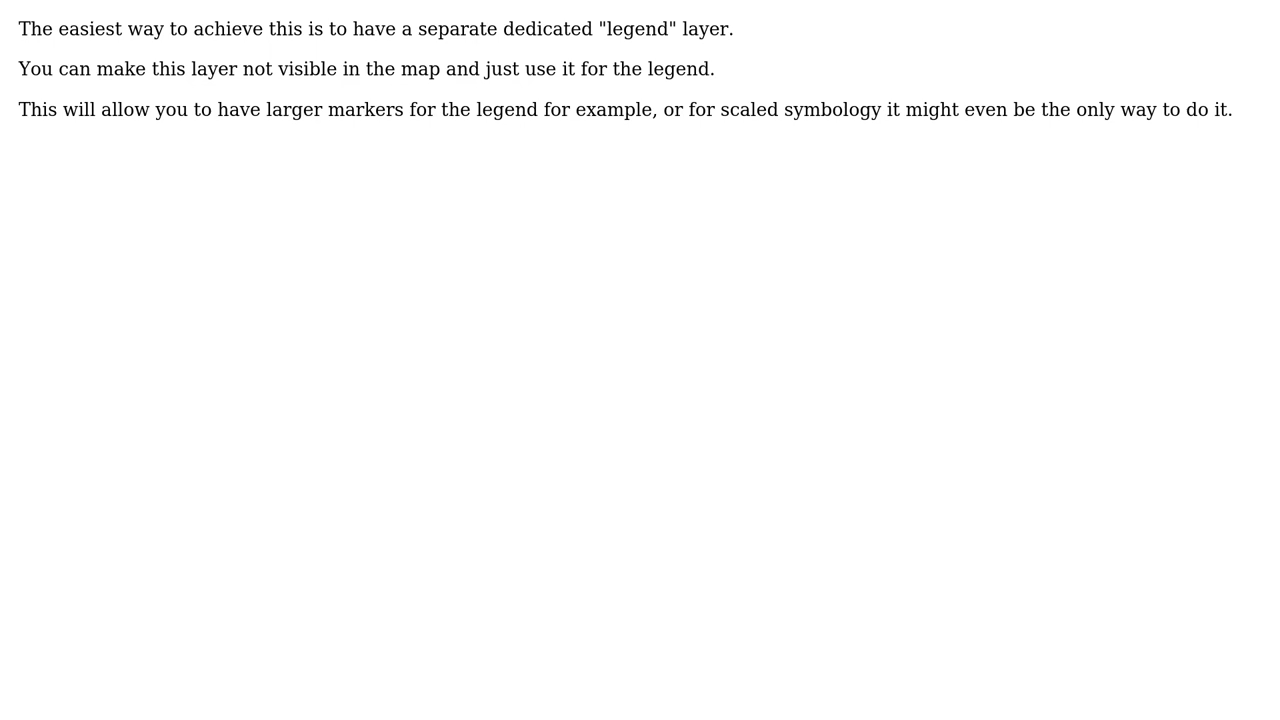 The easiest way to achieve this is to have a separate dedicated "legend" layer.
You can make this layer not visible in the map and just use it for the legend.
This will allow you to have larger markers for the legend for example, or for scaled symbology it might even be the only way to do it.